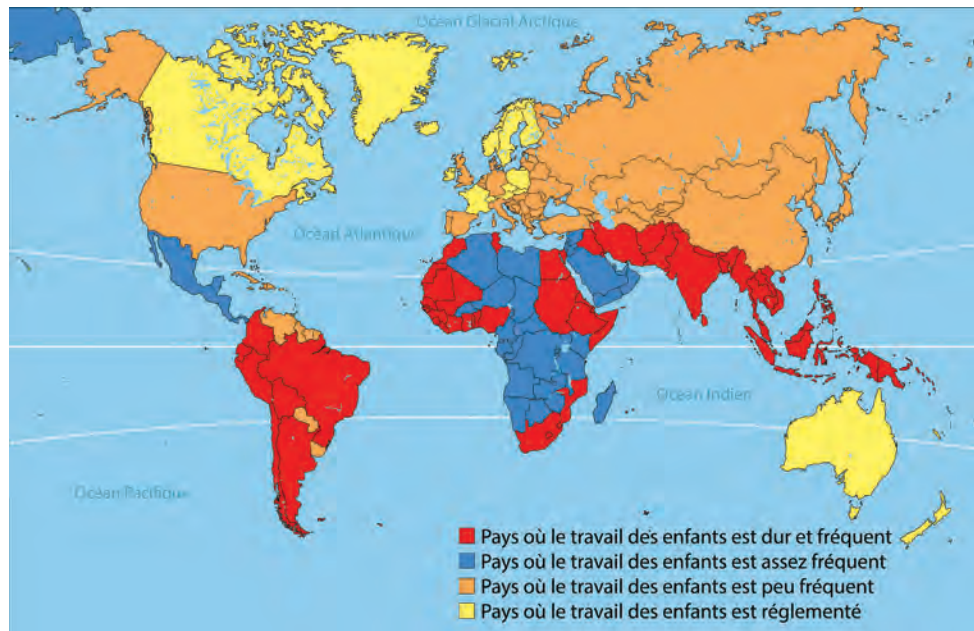 Océan Glacial Arctique
Océan Atlantique
Océan Indien
Océan Pacifique
Pays où le travail des enfants est dur et fréquent
Pays où le travail des enfants est assez fréquent
Pays où le travail des enfants est peu fréquent
Pays où le travail des enfants est réglementé